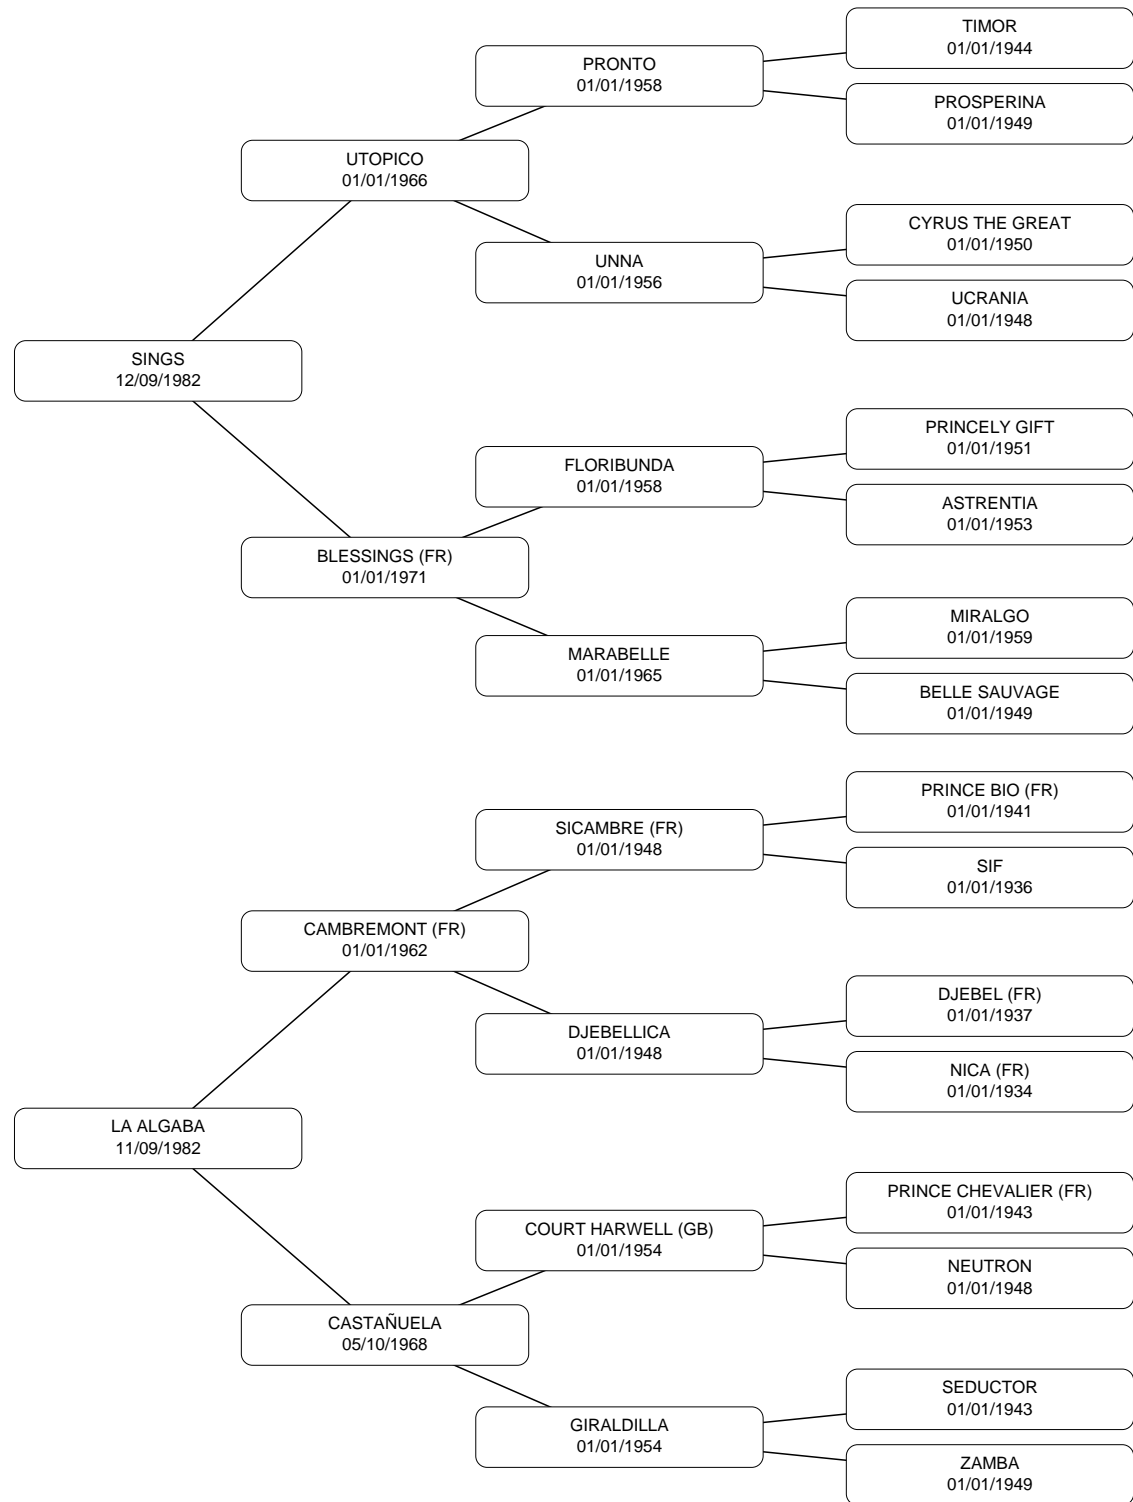 TIMOR
01/01/1944
PRONTO
01/01/1958
PROSPERINA
01/01/1949
UTOPICO
01/01/1966
CYRUS THE GREAT
01/01/1950
UNNA
01/01/1956
UCRANIA
01/01/1948
SINGS
12/09/1982
PRINCELY GIFT
01/01/1951
FLORIBUNDA
01/01/1958
ASTRENTIA
01/01/1953
BLESSINGS (FR)
01/01/1971
MIRALGO
01/01/1959
MARABELLE
01/01/1965
BELLE SAUVAGE
01/01/1949
PRINCE BIO (FR)
01/01/1941
SICAMBRE (FR)
01/01/1948
SIF
01/01/1936
CAMBREMONT (FR)
01/01/1962
DJEBEL (FR)
01/01/1937
DJEBELLICA
01/01/1948
NICA (FR)
01/01/1934
LA ALGABA
11/09/1982
PRINCE CHEVALIER (FR)
01/01/1943
COURT HARWELL (GB)
01/01/1954
NEUTRON
01/01/1948
CASTAÑUELA
05/10/1968
SEDUCTOR
01/01/1943
GIRALDILLA
01/01/1954
ZAMBA
01/01/1949